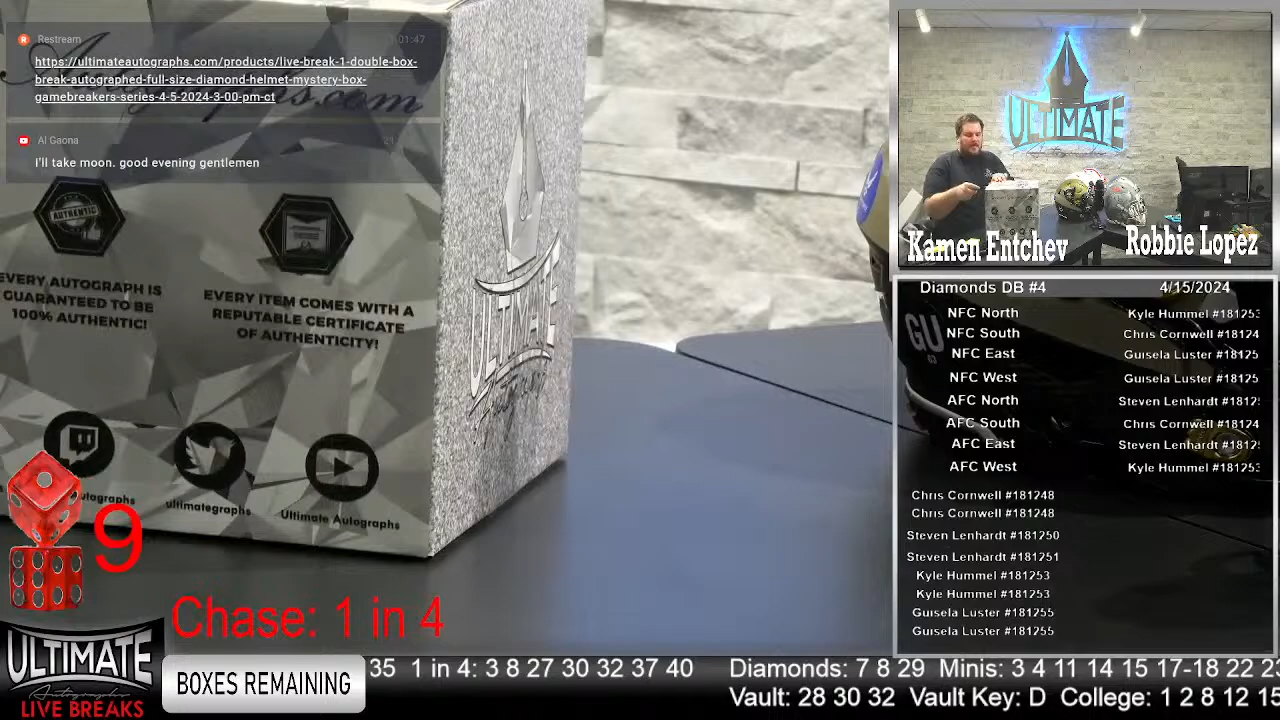 Restream 01:47
https://ultimateautographs.com/products/live-break-1-double-box-
break-autographed-full-size-diamond-helmet-mystery-box-
gamebreakers-series-4-5-2024-3-00-pm-ct
Al Gaona
i'll take moon. good evening gentlemen
AUTHENTIC
EVERY AUTOGRAPH IS
GUARANTEED TO BE
100% AUTHENTIC!
EVERY ITEM COMES WITH A
REPUTABLE CERTIFICATE
OF AUTHENTICITY!
ultimategraphs
Ultimate Autographs
ULTIMATE
9
Chase: 1 in 4
ULTIMATE
Autographs
LIVE BREAKS
BOXES REMAINING
35 1 in 4: 3 8 27 30 32 37 40
Diamonds: 7 8 29 Minis: 3 4 11 14 15 17-18 22 23
Vault: 28 30 32 Vault Key: D College: 1 2 8 12 15
ULTIMATE
Kamen Entchev
Robbie Lopez
Diamonds DB #4 4/15/2024
NFC North Kyle Hummel #181253
NFC South Chris Cornwell #18124
NFC East Guisela Luster #18125
NFC West Guisela Luster #18125
AFC North Steven Lenhardt #1812
AFC South Chris Cornwell #18124
AFC East Steven Lenhardt #1812
AFC West Kyle Hummel #181253
Chris Cornwell #181248
Chris Cornwell #181248
Steven Lenhardt #181250
Steven Lenhardt #181251
Kyle Hummel #181253
Kyle Hummel #181253
Guisela Luster #181255
Guisela Luster #181255